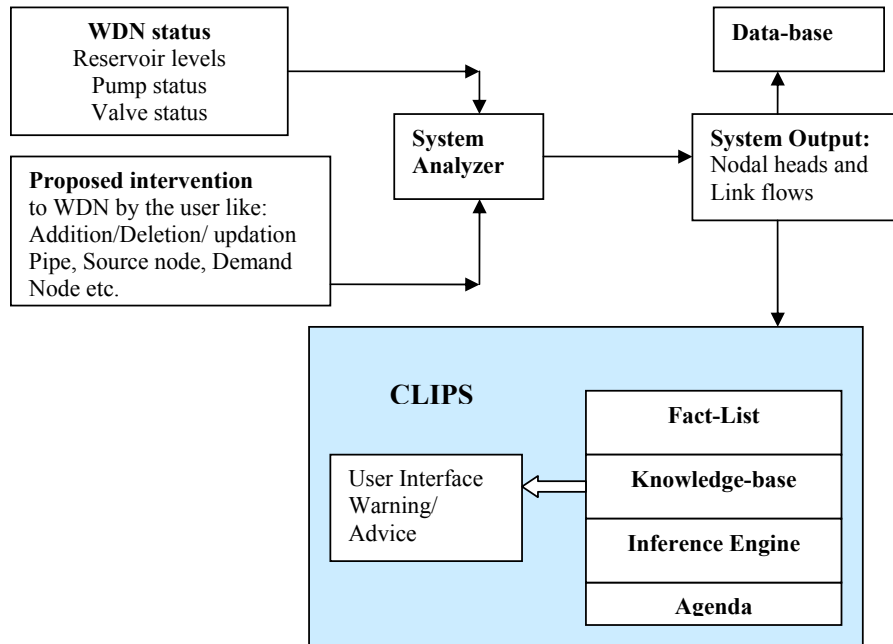 WDN status
Reservoir levels
Pump status
Valve status
Data-base
System
Analyzer
System Output:
Nodal heads and
Link flows
Proposed intervention
to WDN by the user like:
Addition/Deletion/ updation
Pipe, Source node, Demand
Node etc.
CLIPS
Fact-List
Knowledge-base
Inference Engine
Agenda
User Interface
Warning/
Advice